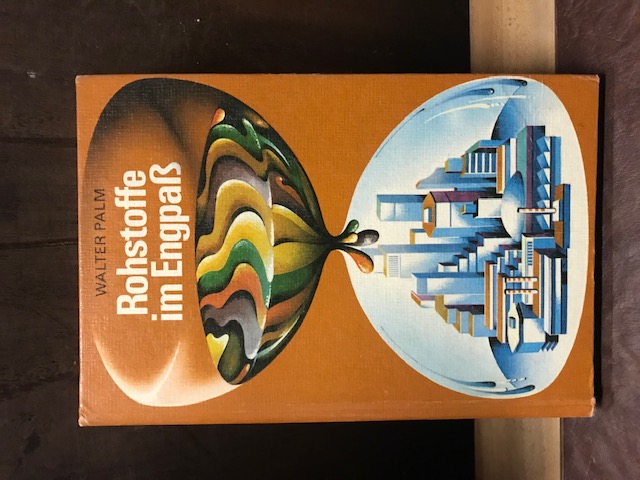 WALTER PALM
Rohstoffe
im Engpaß